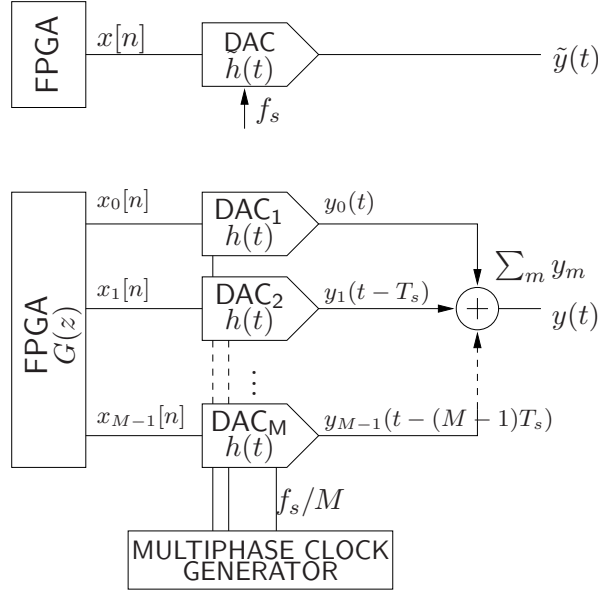 FPGA
x[n]
DAC
h̃(t)
f_s
ỹ(t)
FPGA
G(z)
x_0[n]
DAC_1
h(t)
y_0(t)
∑_m y_m
x_1[n]
DAC_2
h(t)
y_1(t − T_s)
+
y(t)
⋮
x_{M−1}[n]
DAC_M
h(t)
y_{M−1}(t − (M − 1)T_s)
f_s/M
MULTIPHASE CLOCK
GENERATOR